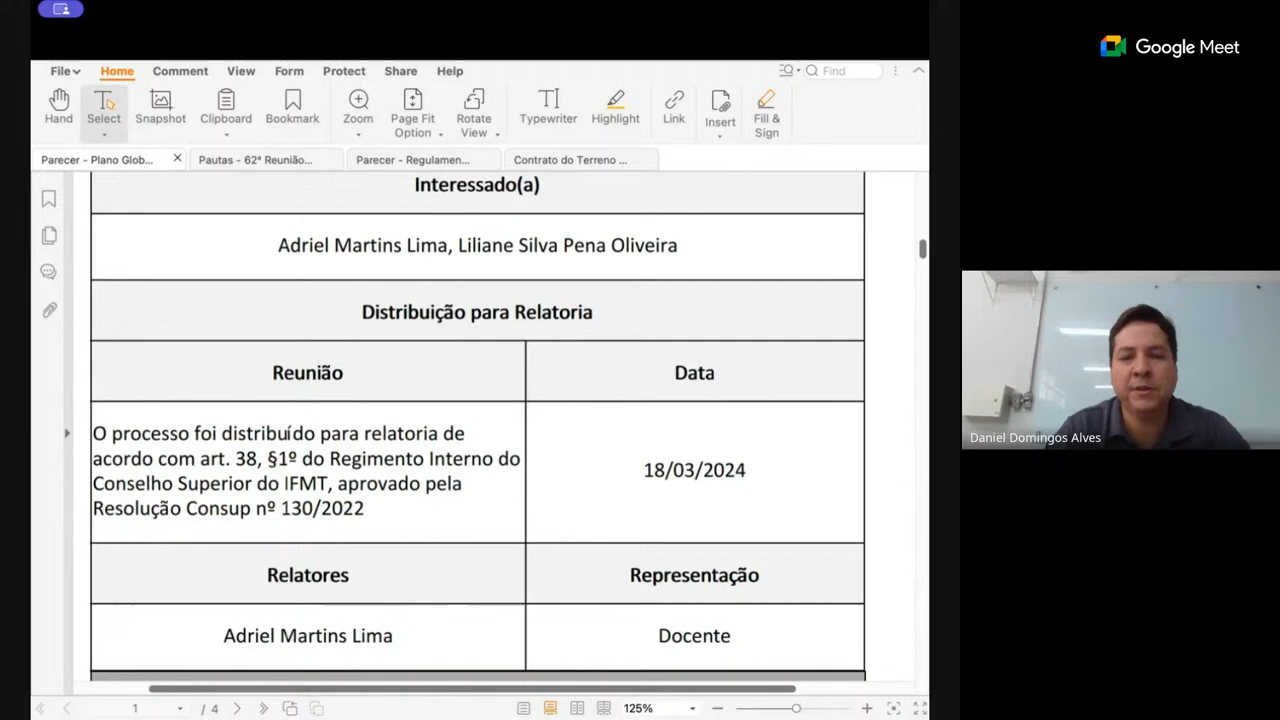 Google Meet
File Home Comment View Form Protect Share Help
Find
Hand Select Snapshot Clipboard Bookmark Zoom Page Fit Option Rotate View Typewriter Highlight Link Insert Fill & Sign
Parecer - Plano Glob... Pautas - 62ª Reunião... Parecer - Regulamen... Contrato do Terreno ...
Interessado(a)
Adriel Martins Lima, Liliane Silva Pena Oliveira
Distribuição para Relatoria
Reunião Data
O processo foi distribuído para relatoria de
acordo com art. 38, §1º do Regimento Interno do
Conselho Superior do IFMT, aprovado pela
Resolução Consup nº 130/2022
18/03/2024
Relatores Representação
Adriel Martins Lima Docente
1 / 4 125%
Daniel Domingos Alves